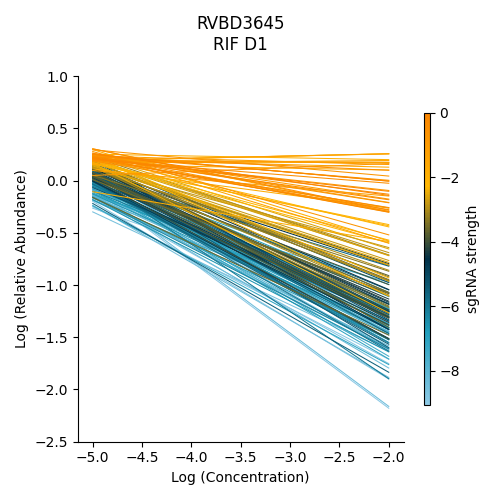 RVBD3645
RIF D1
1.0
0.5
0.0
−0.5
−1.0
−1.5
−2.0
−2.5
Log (Relative Abundance)
−5.0 −4.5 −4.0 −3.5 −3.0 −2.5 −2.0
Log (Concentration)
0
−2
−4
−6
−8
sgRNA strength